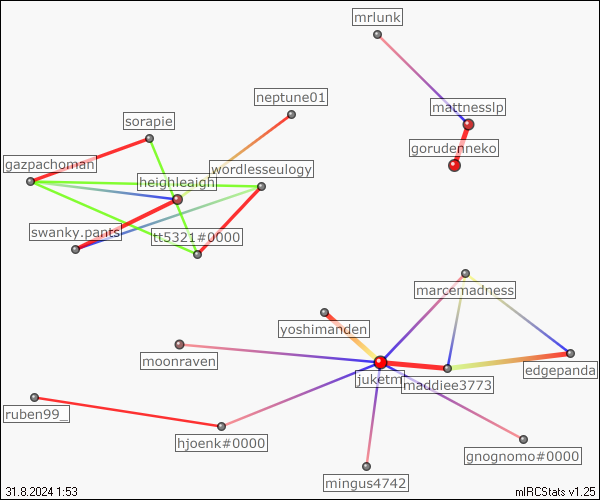 mrlunk
neptune01
mattnesslp
sorapie
gorudenneko
gazpachoman
wordlesseulogy
heighleaigh
swanky.pants
tt5321#0000
marcemadness
yoshimanden
moonraven
edgepanda
juketm
maddiee3773
ruben99_
hjoenk#0000
gnognomo#0000
mingus4742
31.8.2024 1:53
mIRCStats v1.25